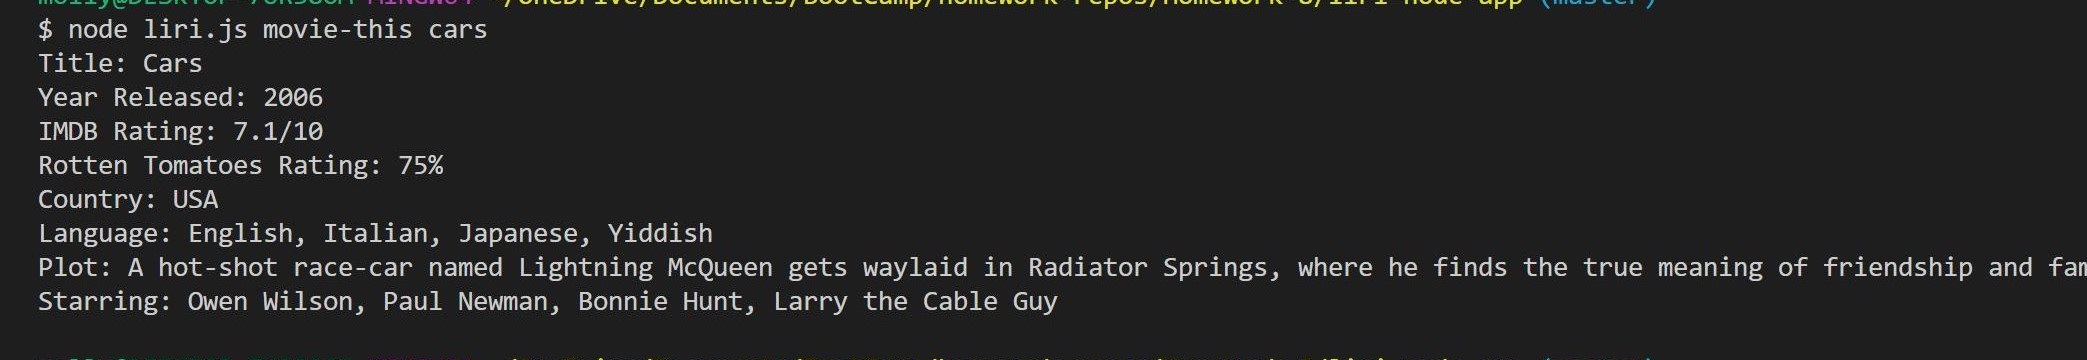 $ node liri.js movie-this cars
Title: Cars
Year Released: 2006
IMDB Rating: 7.1/10
Rotten Tomatoes Rating: 75%
Country: USA
Language: English, Italian, Japanese, Yiddish
Plot: A hot-shot race-car named Lightning McQueen gets waylaid in Radiator Springs, where he finds the true meaning of friendship and fam
Starring: Owen Wilson, Paul Newman, Bonnie Hunt, Larry the Cable Guy